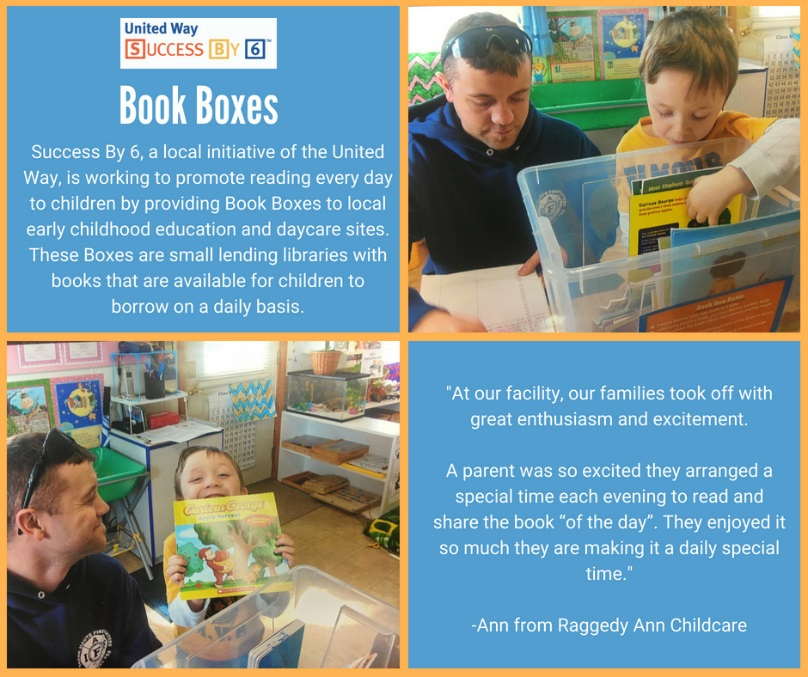 United Way
SUCCESS BY 6™
Book Boxes
Success By 6, a local initiative of the United
Way, is working to promote reading every day
to children by providing Book Boxes to local
early childhood education and daycare sites.
These Boxes are small lending libraries with
books that are available for children to
borrow on a daily basis.
Curious George
"At our facility, our families took off with
great enthusiasm and excitement.
A parent was so excited they arranged a
special time each evening to read and
share the book “of the day”. They enjoyed it
so much they are making it a daily special
time."
-Ann from Raggedy Ann Childcare